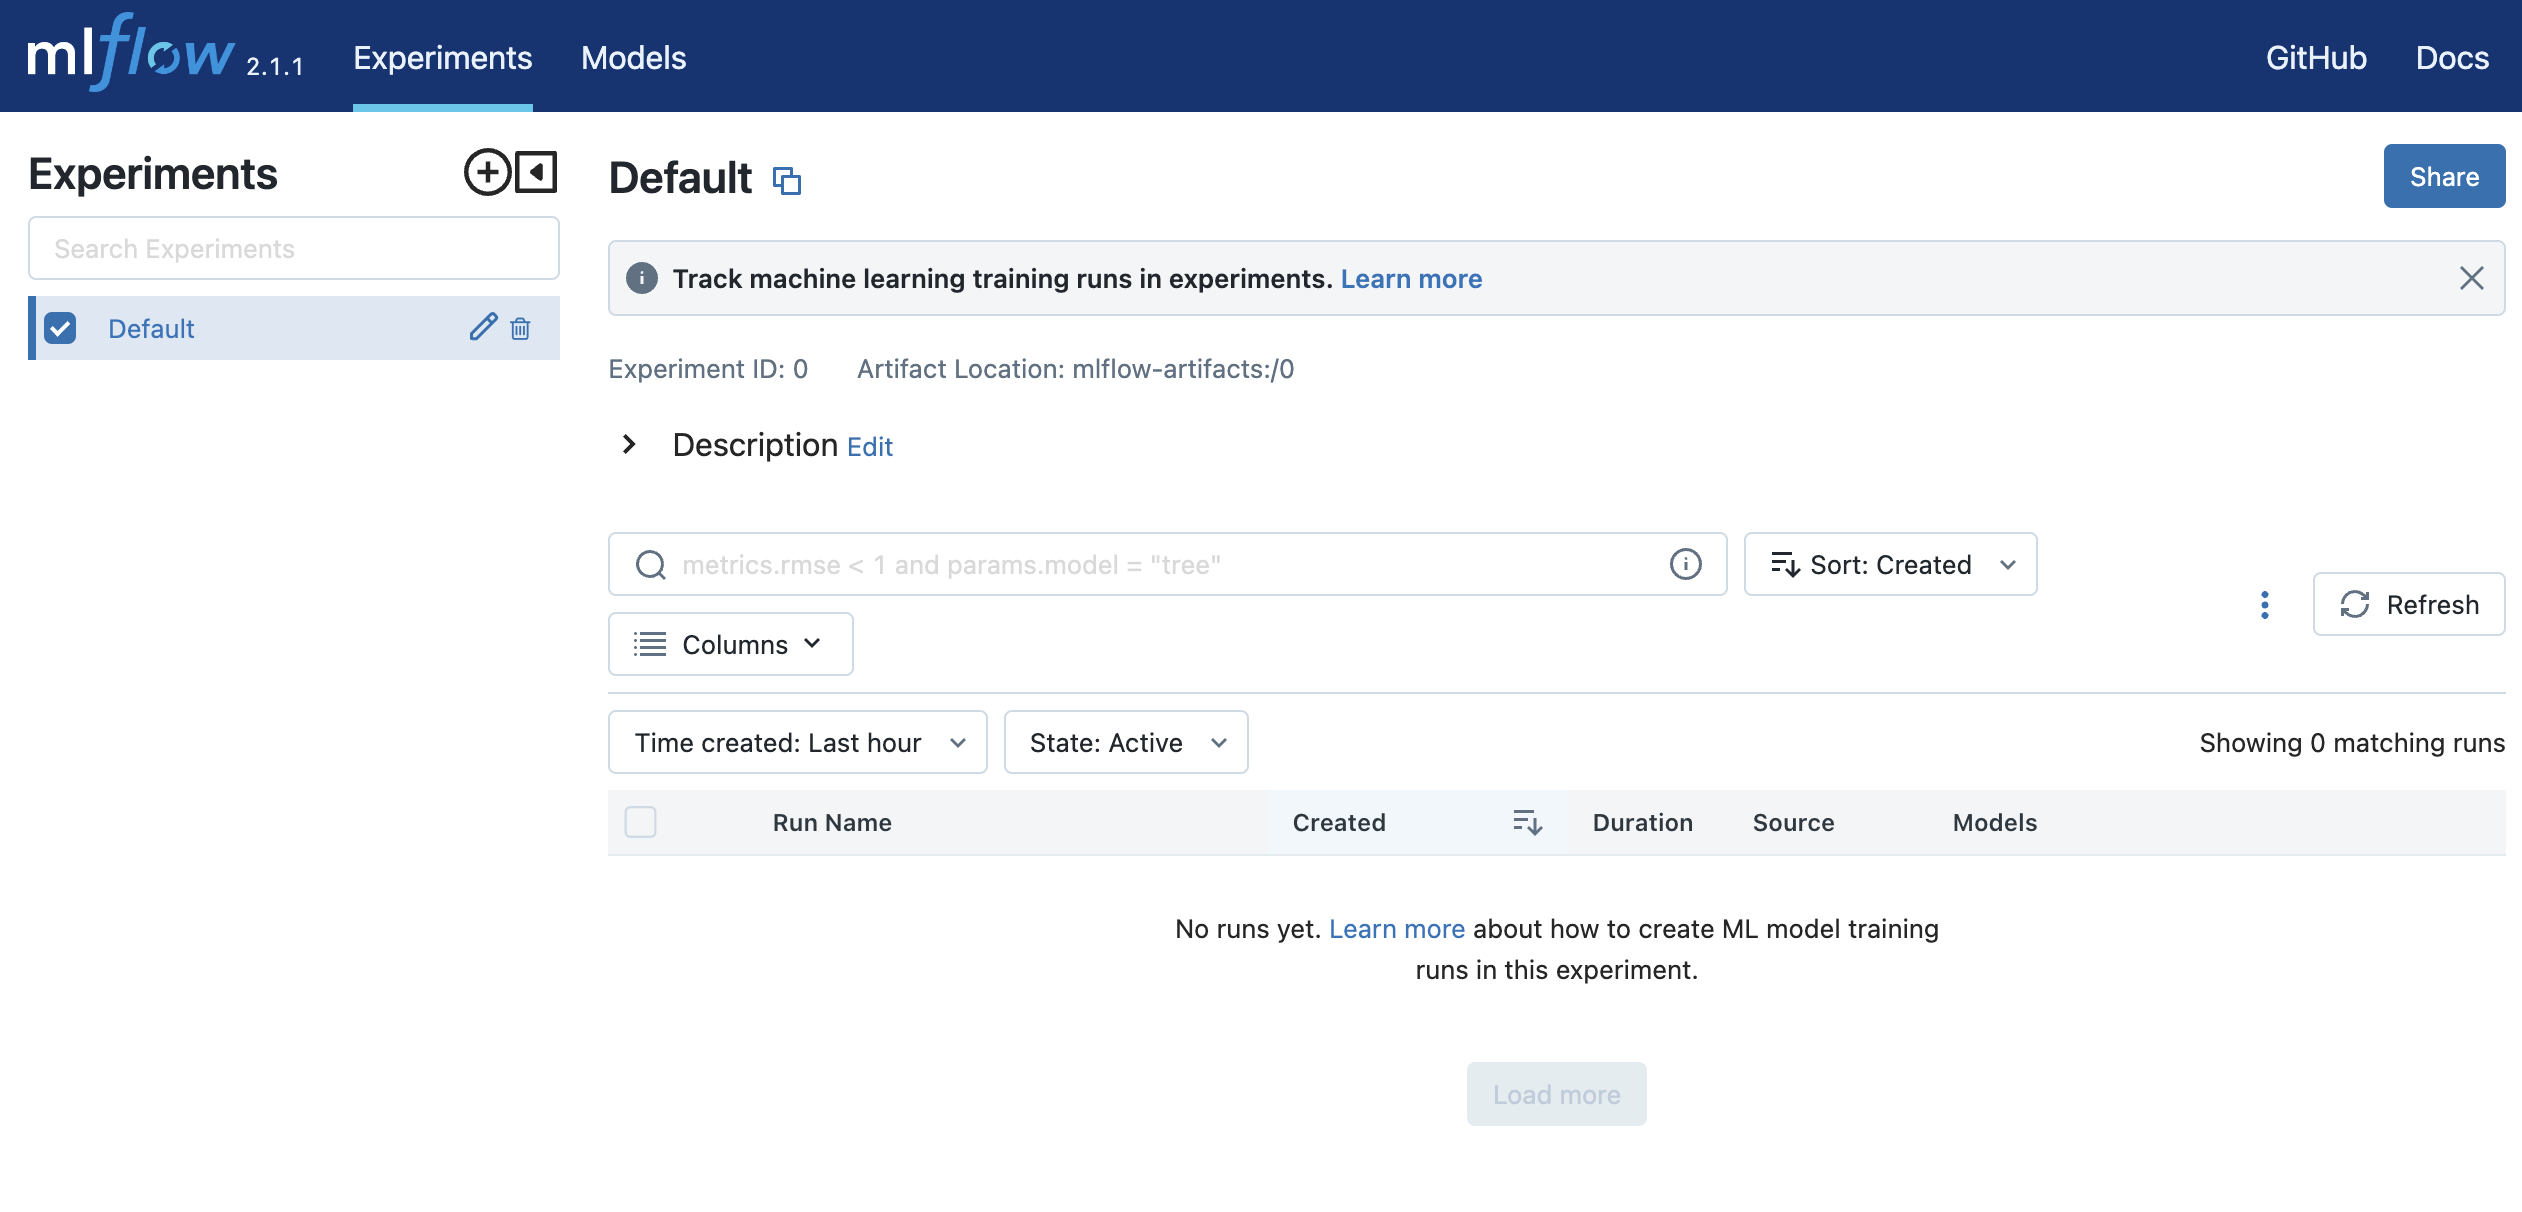 mlflow 2.1.1 Experiments Models GitHub Docs
Experiments
Search Experiments
Default
Default
Share
Track machine learning training runs in experiments. Learn more
Experiment ID: 0 Artifact Location: mlflow-artifacts:/0
Description Edit
metrics.rmse < 1 and params.model = "tree"
Sort: Created
Columns
Refresh
Time created: Last hour
State: Active
Showing 0 matching runs
Run Name Created Duration Source Models
No runs yet. Learn more about how to create ML model training
runs in this experiment.
Load more